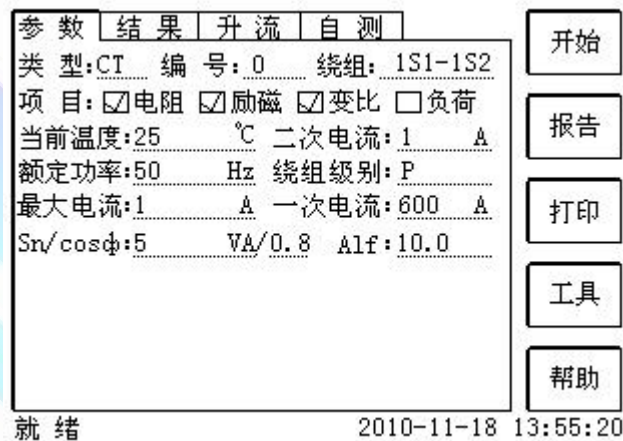 参 数 结 果 升 流 自 测
开始
类 型:CT 编 号:0 绕组: 1S1-1S2
项 目:☑电阻 ☑励磁 ☑变比 ☐负荷
报告
当前温度:25 ℃ 二次电流:1 A
额定功率:50 Hz 绕组级别:P
打印
最大电流:1 A 一次电流:600 A
Sn/cosф:5 VA/0.8 Alf:10.0
工具
帮助
就 绪 2010-11-18 13:55:20